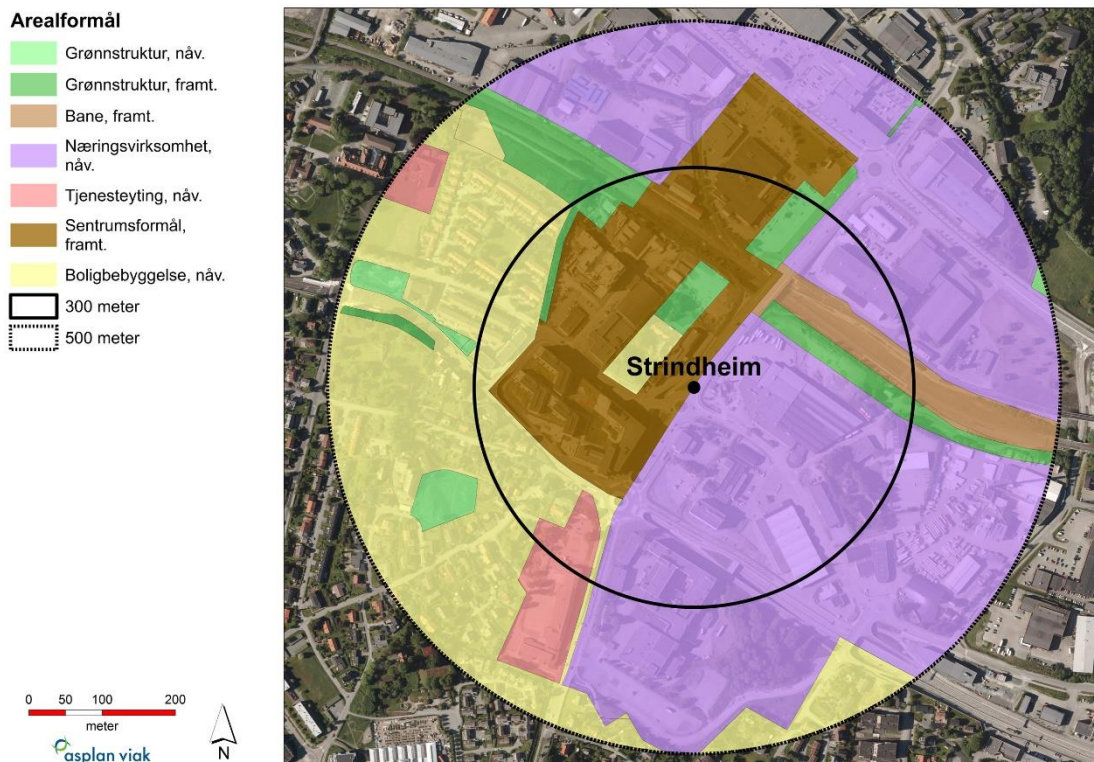 Arealformål
Grønnstruktur, nåv.
Grønnstruktur, framt.
Bane, framt.
Næringsvirksomhet,
nåv.
Tjenesteyting, nåv.
Sentrumsformål,
framt.
Boligbebyggelse, nåv.
300 meter
500 meter
Strindheim
0 50 100 200
meter
asplan viak
N